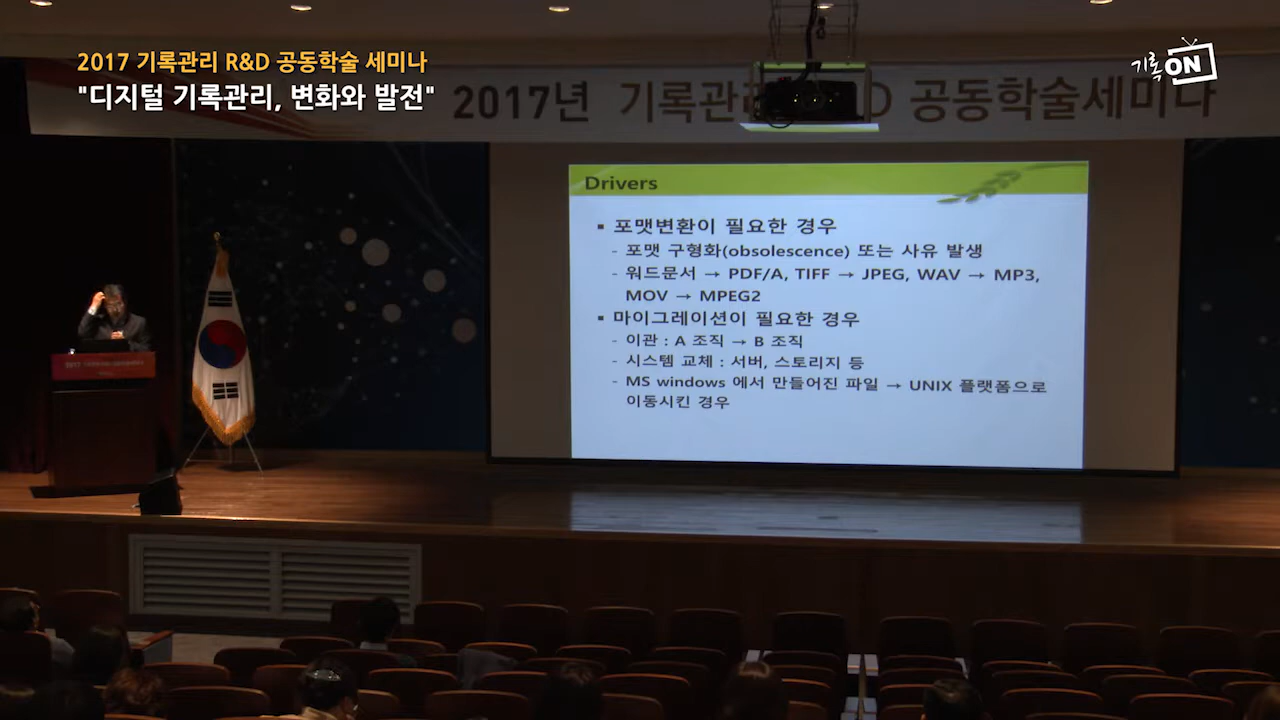 2017 기록관리 R&D 공동학술 세미나
"디지털 기록관리, 변화와 발전"
기록ON
2017년 기록관리 D 공동학술세미나
Drivers
▪ 포맷변환이 필요한 경우
- 포맷 구형화(obsolescence) 또는 사유 발생
- 워드문서 → PDF/A, TIFF → JPEG, WAV → MP3,
MOV → MPEG2
▪ 마이그레이션이 필요한 경우
- 이관 : A 조직 → B 조직
- 시스템 교체 : 서버, 스토리지 등
- MS windows 에서 만들어진 파일 → UNIX 플랫폼으로
이동시킨 경우